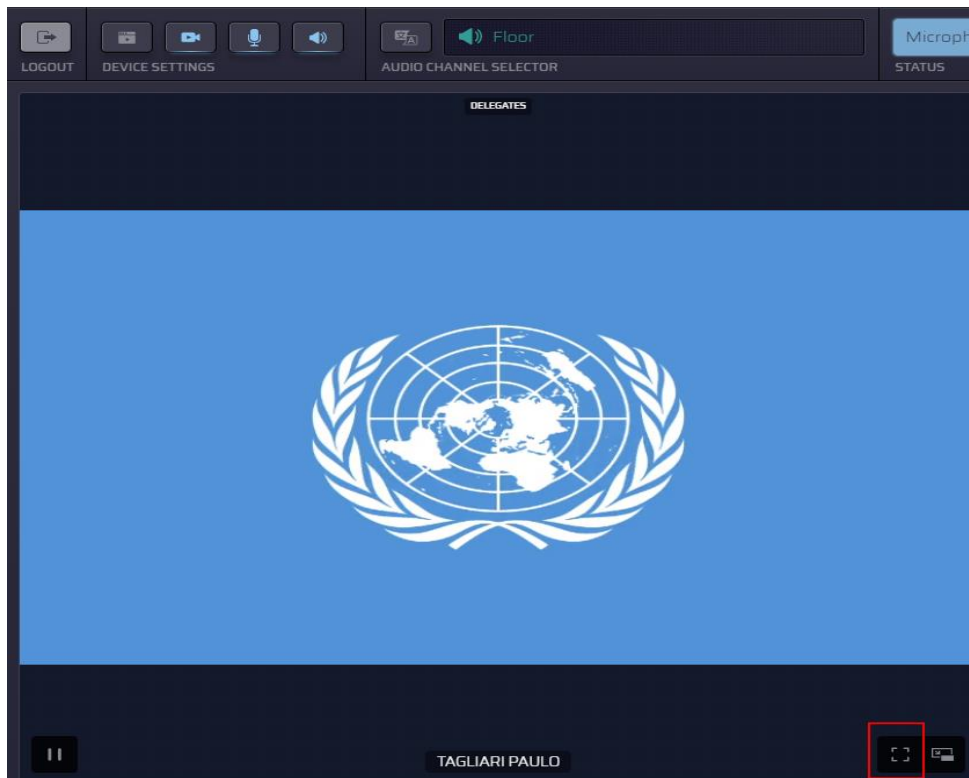 Floor
Microph
LOGOUT
DEVICE SETTINGS
AUDIO CHANNEL SELECTOR
STATUS
DELEGATES
TAGLIARI PAULO